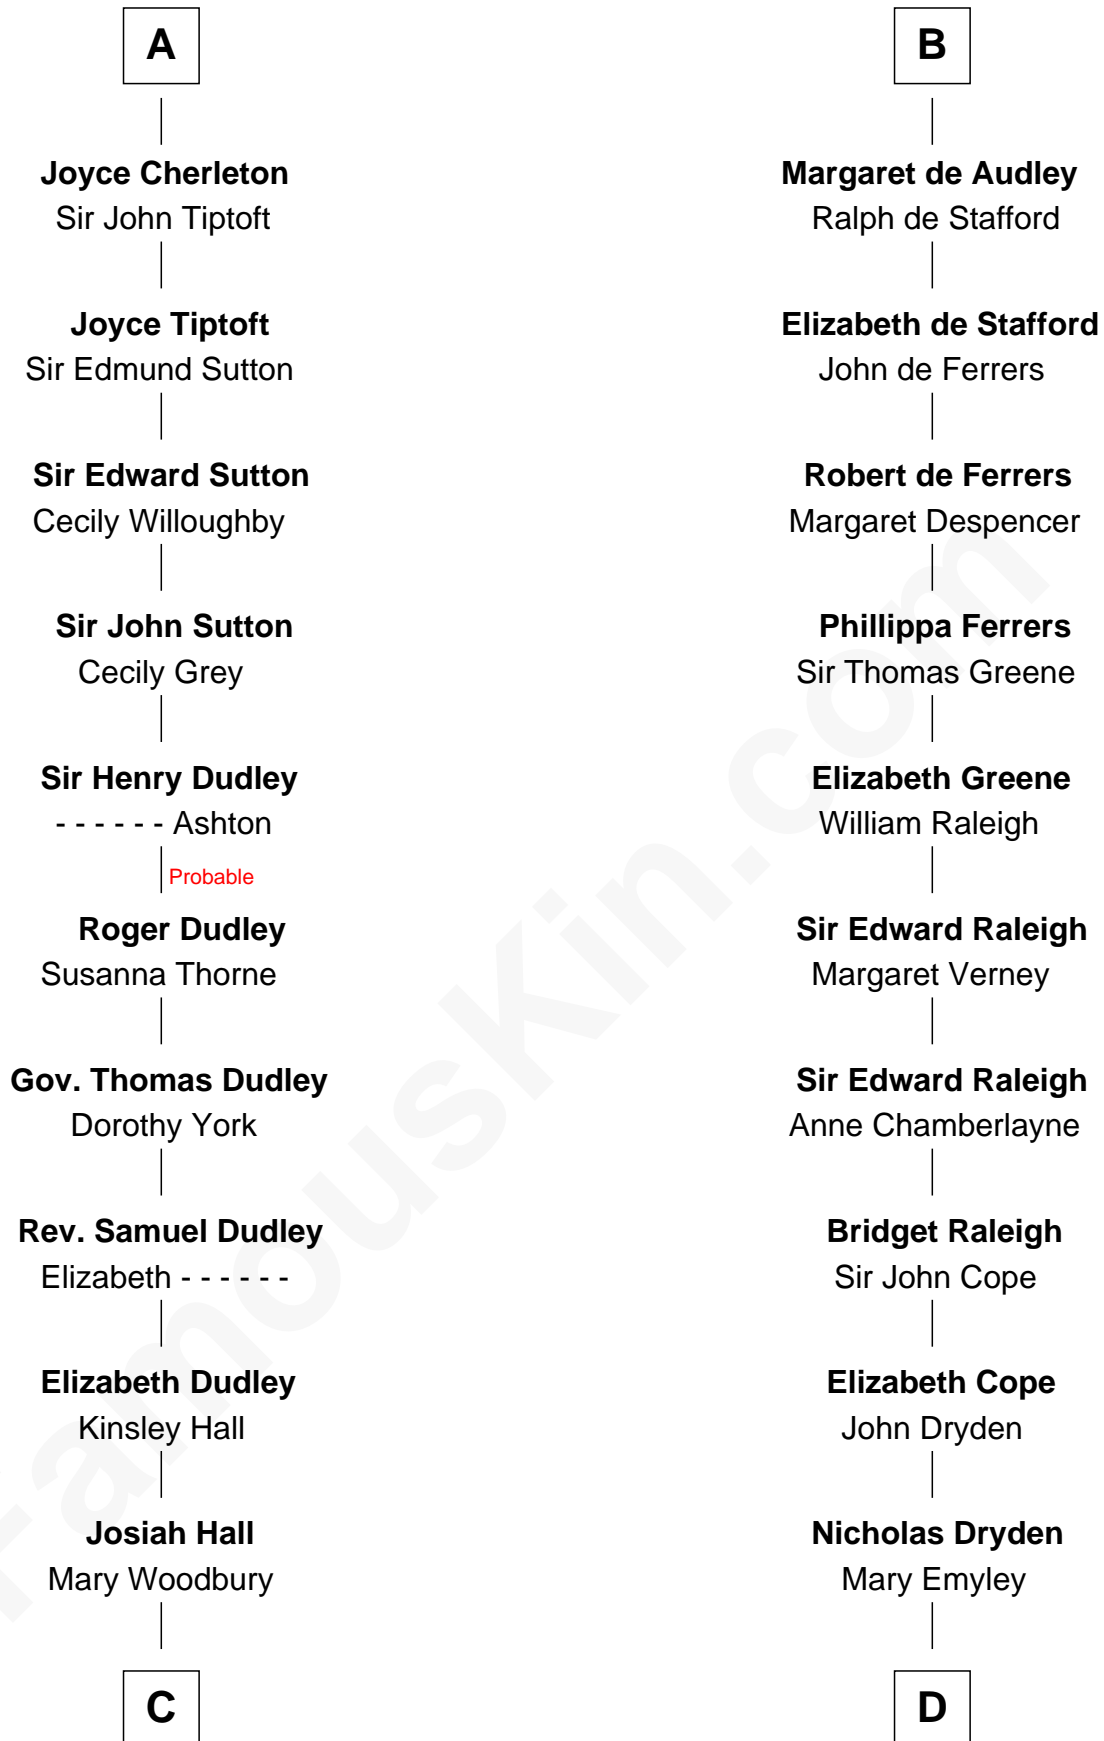 A
Joyce Cherleton
Sir John Tiptoft
Joyce Tiptoft
Sir Edmund Sutton
Sir Edward Sutton
Cecily Willoughby
Sir John Sutton
Cecily Grey
Sir Henry Dudley
- - - - - - Ashton
Probable
Roger Dudley
Susanna Thorne
Gov. Thomas Dudley
Dorothy York
Rev. Samuel Dudley
Elizabeth - - - - - -
Elizabeth Dudley
Kinsley Hall
Josiah Hall
Mary Woodbury
C
B
Margaret de Audley
Ralph de Stafford
Elizabeth de Stafford
John de Ferrers
Robert de Ferrers
Margaret Despencer
Phillippa Ferrers
Sir Thomas Greene
Elizabeth Greene
William Raleigh
Sir Edward Raleigh
Margaret Verney
Sir Edward Raleigh
Anne Chamberlayne
Bridget Raleigh
Sir John Cope
Elizabeth Cope
John Dryden
Nicholas Dryden
Mary Emyley
D
FamousKin.com